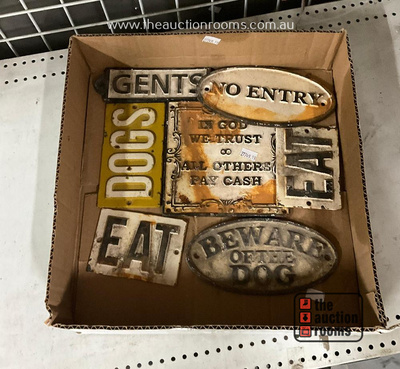 www.theauctionrooms.com.au
GENTS
NO ENTRY
DOGS
IN GOD
WE TRUST
∞
ALL OTHERS
PAY CASH
EAT
EAT
BEWARE
OF THE
DOG
the
auction
rooms